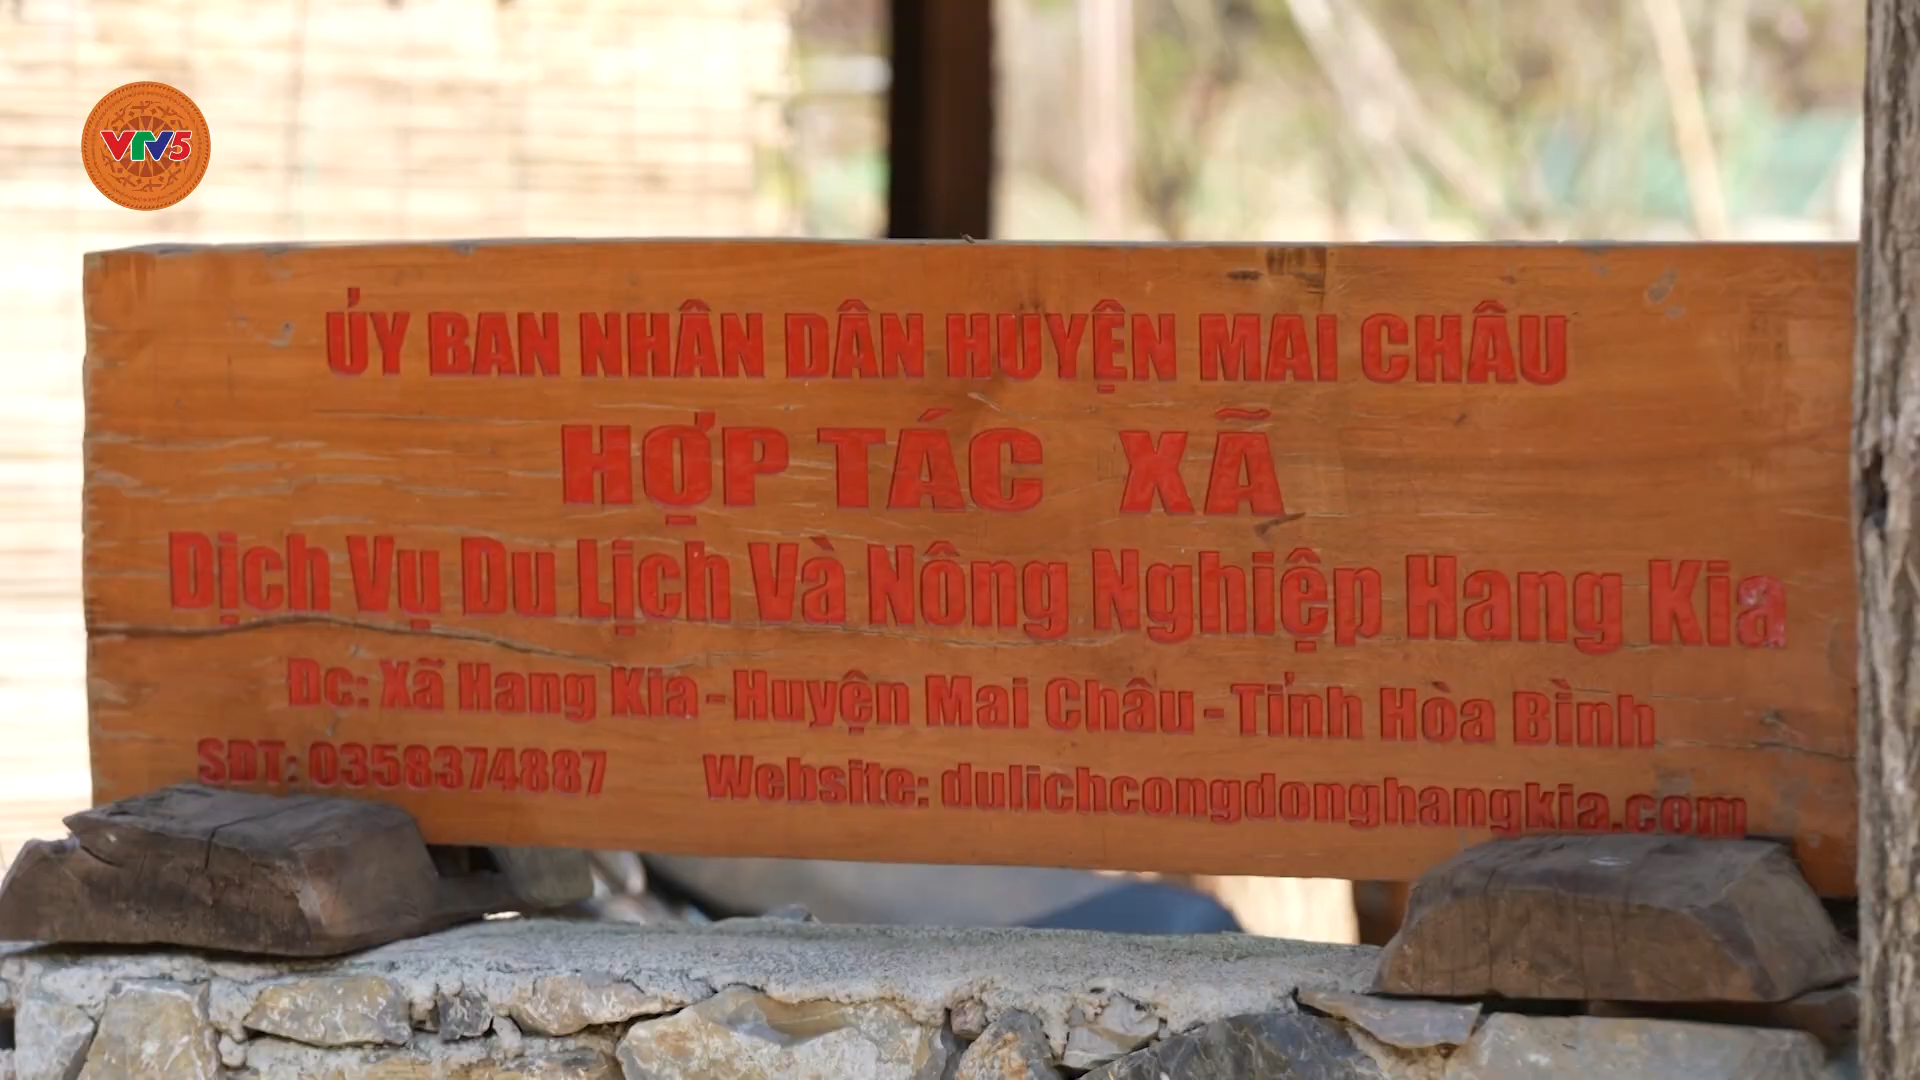 VTV5
ỦY BAN NHÂN DÂN HUYỆN MAI CHÂU
HỢP TÁC XÃ
Dịch Vụ Du Lịch Và Nông Nghiệp Hang Kia
Đc: Xã Hang Kia - Huyện Mai Châu - Tỉnh Hòa Bình
SĐT: 0358374887 Website: dulichcongdonghangkia.com